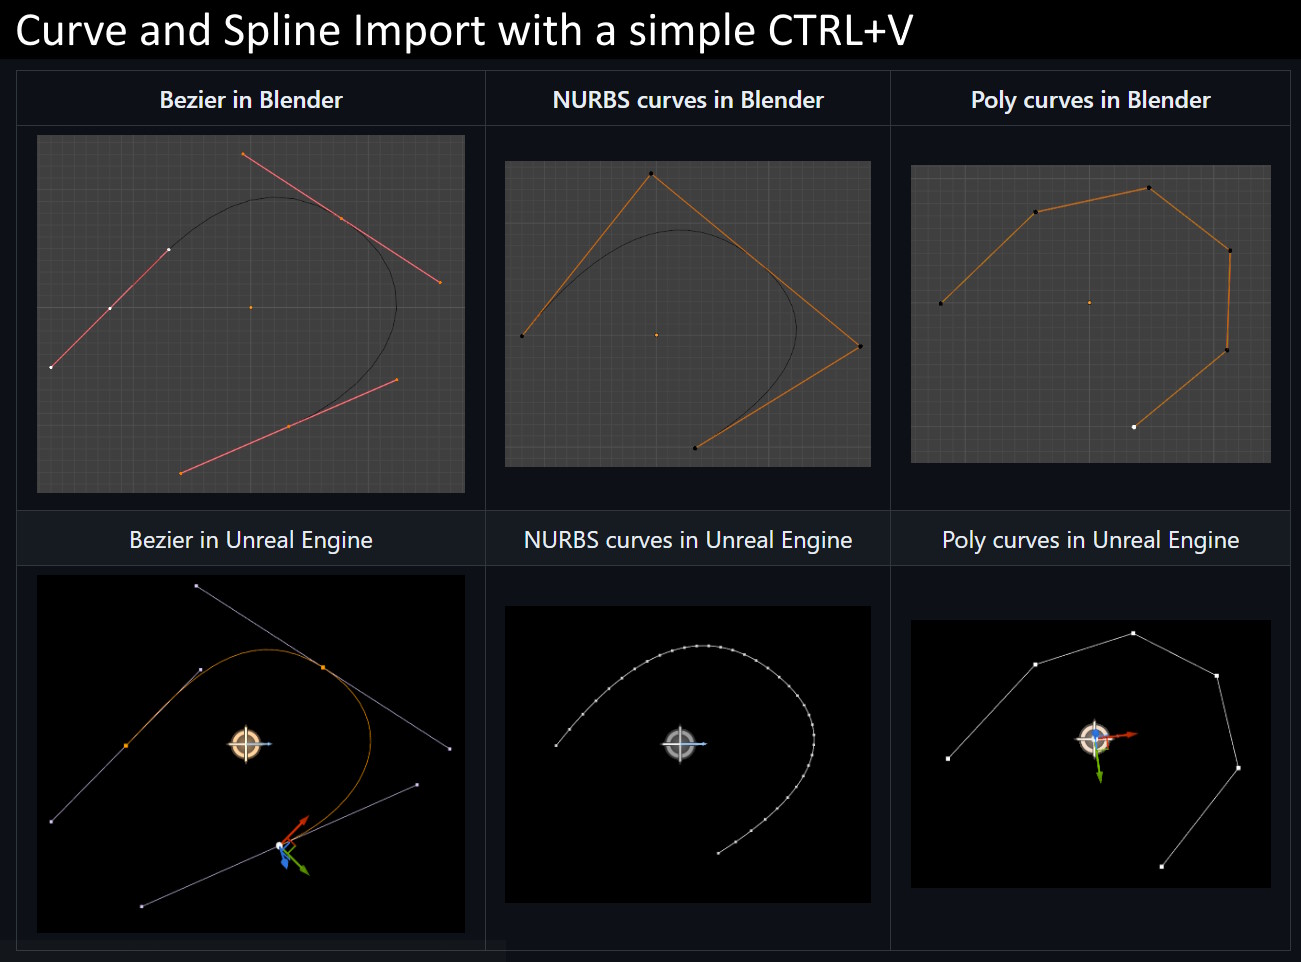 Curve and Spline Import with a simple CTRL+V
Bezier in Blender
NURBS curves in Blender
Poly curves in Blender
Bezier in Unreal Engine
NURBS curves in Unreal Engine
Poly curves in Unreal Engine